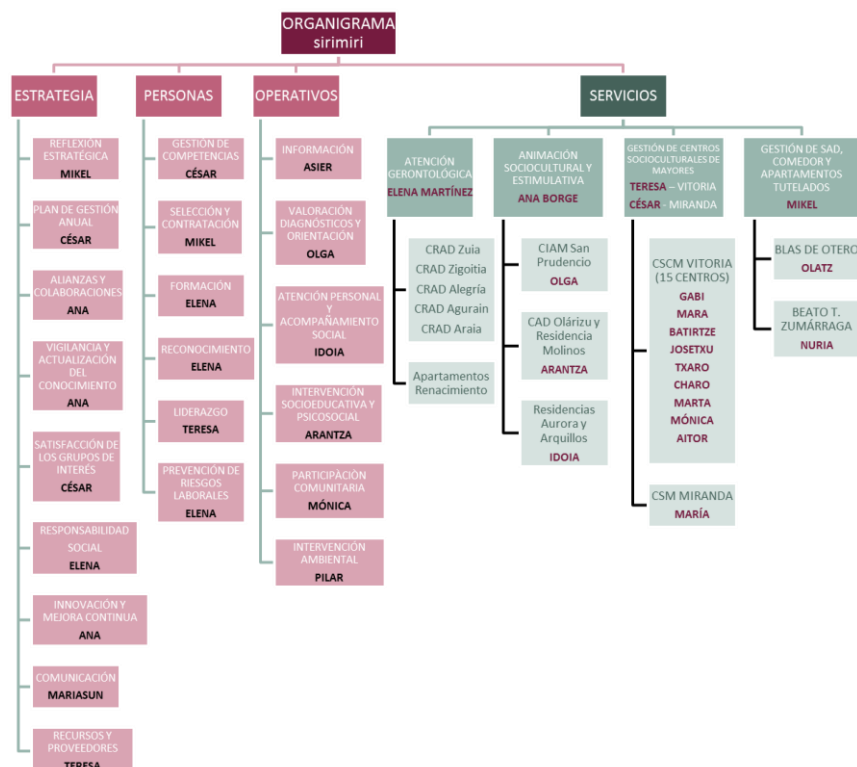 ORGANIGRAMA
sirimiri
ESTRATEGIA
REFLEXIÓN
ESTRATÉGICA
MIKEL
PLAN DE GESTIÓN
ANUAL
CÉSAR
ALIANZAS Y
COLABORACIONES
ANA
VIGILANCIA Y
ACTUALIZACIÓN
DEL
CONOCIMIENTO
ANA
SATISFACCIÓN DE
LOS GRUPOS DE
INTERÉS
CÉSAR
RESPONSABILIDAD
SOCIAL
ELENA
INNOVACIÓN Y
MEJORA CONTINUA
ANA
COMUNICACIÓN
MARIASUN
RECURSOS Y
PROVEEDORES
TERESA
PERSONAS
GESTIÓN DE
COMPETENCIAS
CÉSAR
SELECCIÓN Y
CONTRATACIÓN
MIKEL
FORMACIÓN
ELENA
RECONOCIMIENTO
ELENA
LIDERAZGO
TERESA
PREVENCIÓN DE
RIESGOS
LABORALES
ELENA
OPERATIVOS
INFORMACIÓN
ASIER
VALORACIÓN
DIAGNÓSTICOS Y
ORIENTACIÓN
OLGA
ATENCIÓN PERSONAL
Y
ACOMPAÑAMIENTO
SOCIAL
IDOIA
INTERVENCIÓN
SOCIOEDUCATIVA Y
PSICOSOCIAL
ARANTZA
PARTICIPÀCIÒN
COMUNITARIA
MÓNICA
INTERVENCIÓN
AMBIENTAL
PILAR
SERVICIOS
ATENCIÓN
GERONTOLÓGICA
ELENA MARTÍNEZ
CRAD Zuia
CRAD Zigoitia
CRAD Alegría
CRAD Agurain
CRAD Araia
Apartamentos
Renacimiento
ANIMACIÓN
SOCIOCULTURAL Y
ESTIMULATIVA
ANA BORGE
CIAM San
Prudencio
OLGA
CAD Olárizu y
Residencia
Molinos
ARANTZA
Residencias
Aurora y
Arquillos
IDOIA
GESTIÓN DE CENTROS
SOCIOCULTURALES DE
MAYORES
TERESA – VITORIA
CÉSAR - MIRANDA
CSCM VITORIA
(15 CENTROS)
GABI
MARA
BATIRTZE
JOSETXU
TXARO
CHARO
MARTA
MÓNICA
AITOR
CSM MIRANDA
MARÍA
GESTIÓN DE SAD,
COMEDOR Y
APARTAMENTOS
TUTELADOS
MIKEL
BLAS DE OTERO
OLATZ
BEATO T.
ZUMÁRRAGA
NURIA